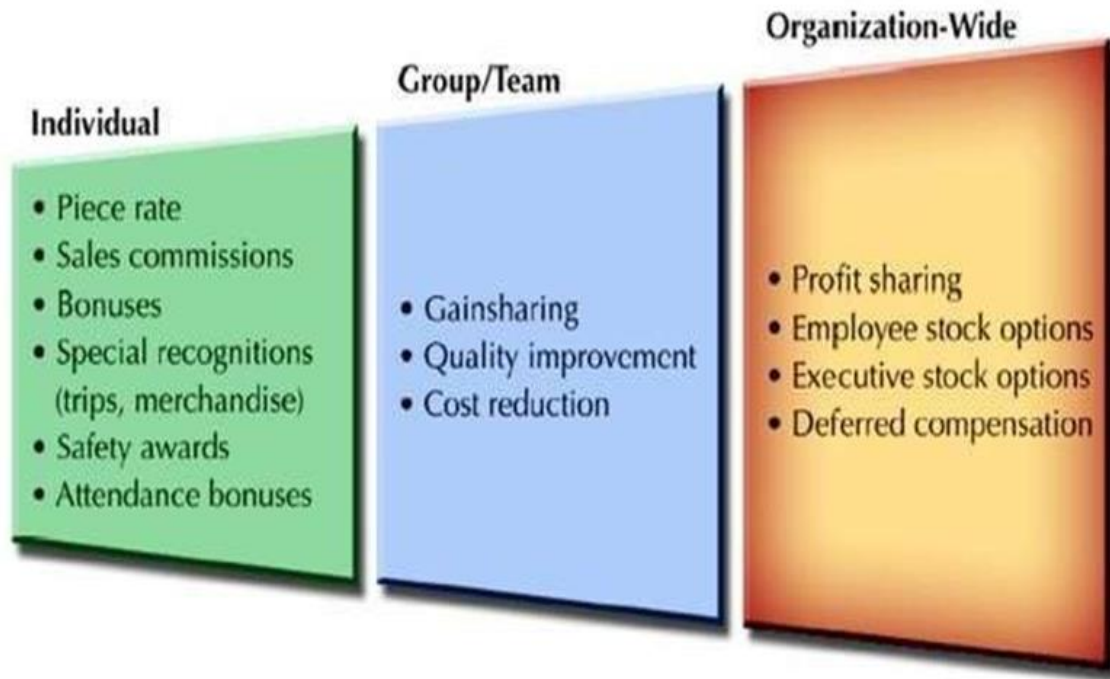 Individual
• Piece rate
• Sales commissions
• Bonuses
• Special recognitions
(trips, merchandise)
• Safety awards
• Attendance bonuses
Group/Team
• Gainsharing
• Quality improvement
• Cost reduction
Organization-Wide
• Profit sharing
• Employee stock options
• Executive stock options
• Deferred compensation